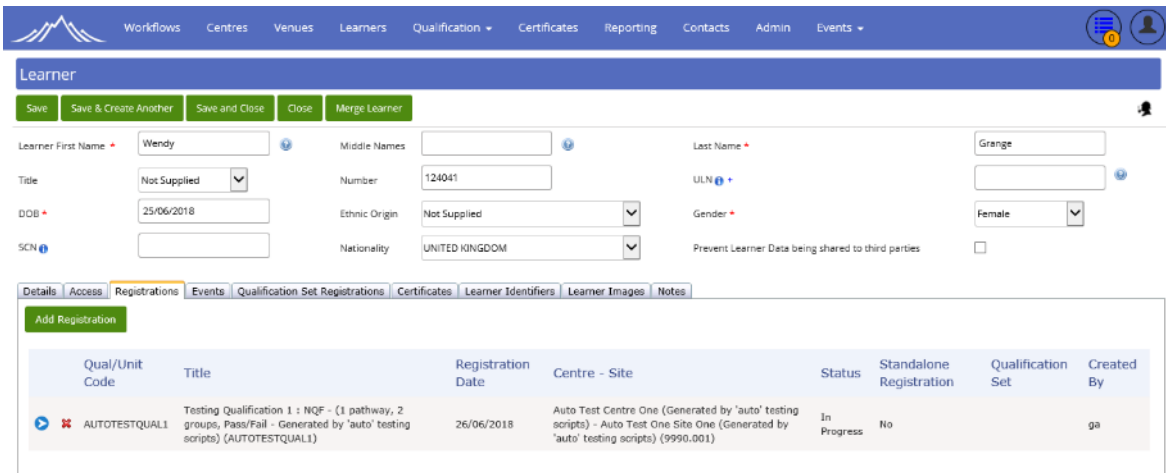 Workflows Centres Venues Learners Qualification Certificates Reporting Contacts Admin Events
0
Learner
Save Save & Create Another Save and Close Close Merge Learner
Learner First Name * Wendy Middle Names Last Name * Grange
Title Not Supplied Number 124041 ULN +
DOB * 25/06/2018 Ethnic Origin Not Supplied Gender * Female
SCN Nationality UNITED KINGDOM Prevent Learner Data being shared to third parties
Details Access Registrations Events Qualification Set Registrations Certificates Learner Identifiers Learner Images Notes
Add Registration
Qual/Unit Registration Standalone Qualification Created
Code Title Date Centre - Site Status Registration Set By
Testing Qualification 1 : NQF - (1 pathway, 2 Auto Test Centre One (Generated by 'auto' testing In
AUTOTESTQUAL1 groups, Pass/Fail - Generated by 'auto' testing 26/06/2018 scripts) - Auto Test One Site One (Generated by Progress No ga
scripts) (AUTOTESTQUAL1) 'auto' testing scripts) (9990.001)